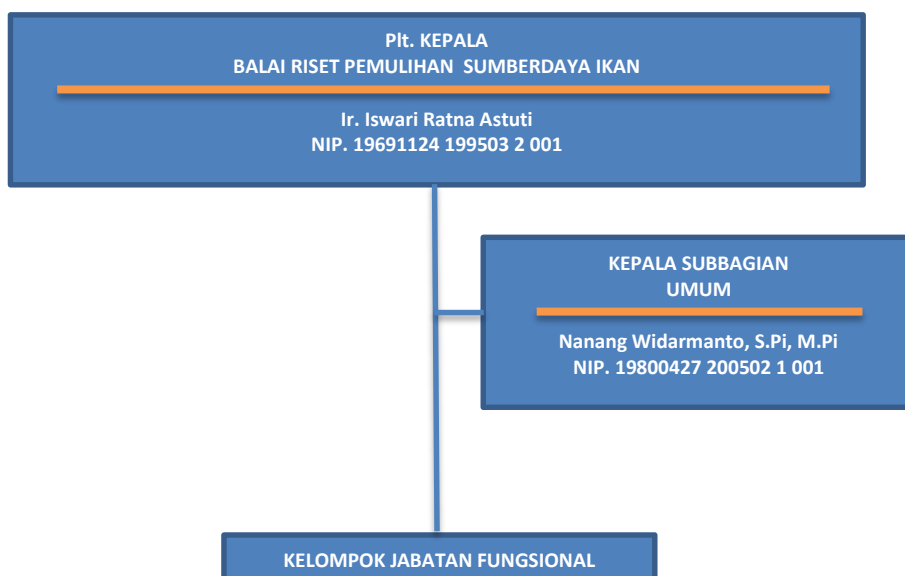 Plt. KEPALA
BALAI RISET PEMULIHAN SUMBERDAYA IKAN
Ir. Iswari Ratna Astuti
NIP. 19691124 199503 2 001
KEPALA SUBBAGIAN
UMUM
Nanang Widarmanto, S.Pi, M.Pi
NIP. 19800427 200502 1 001
KELOMPOK JABATAN FUNGSIONAL